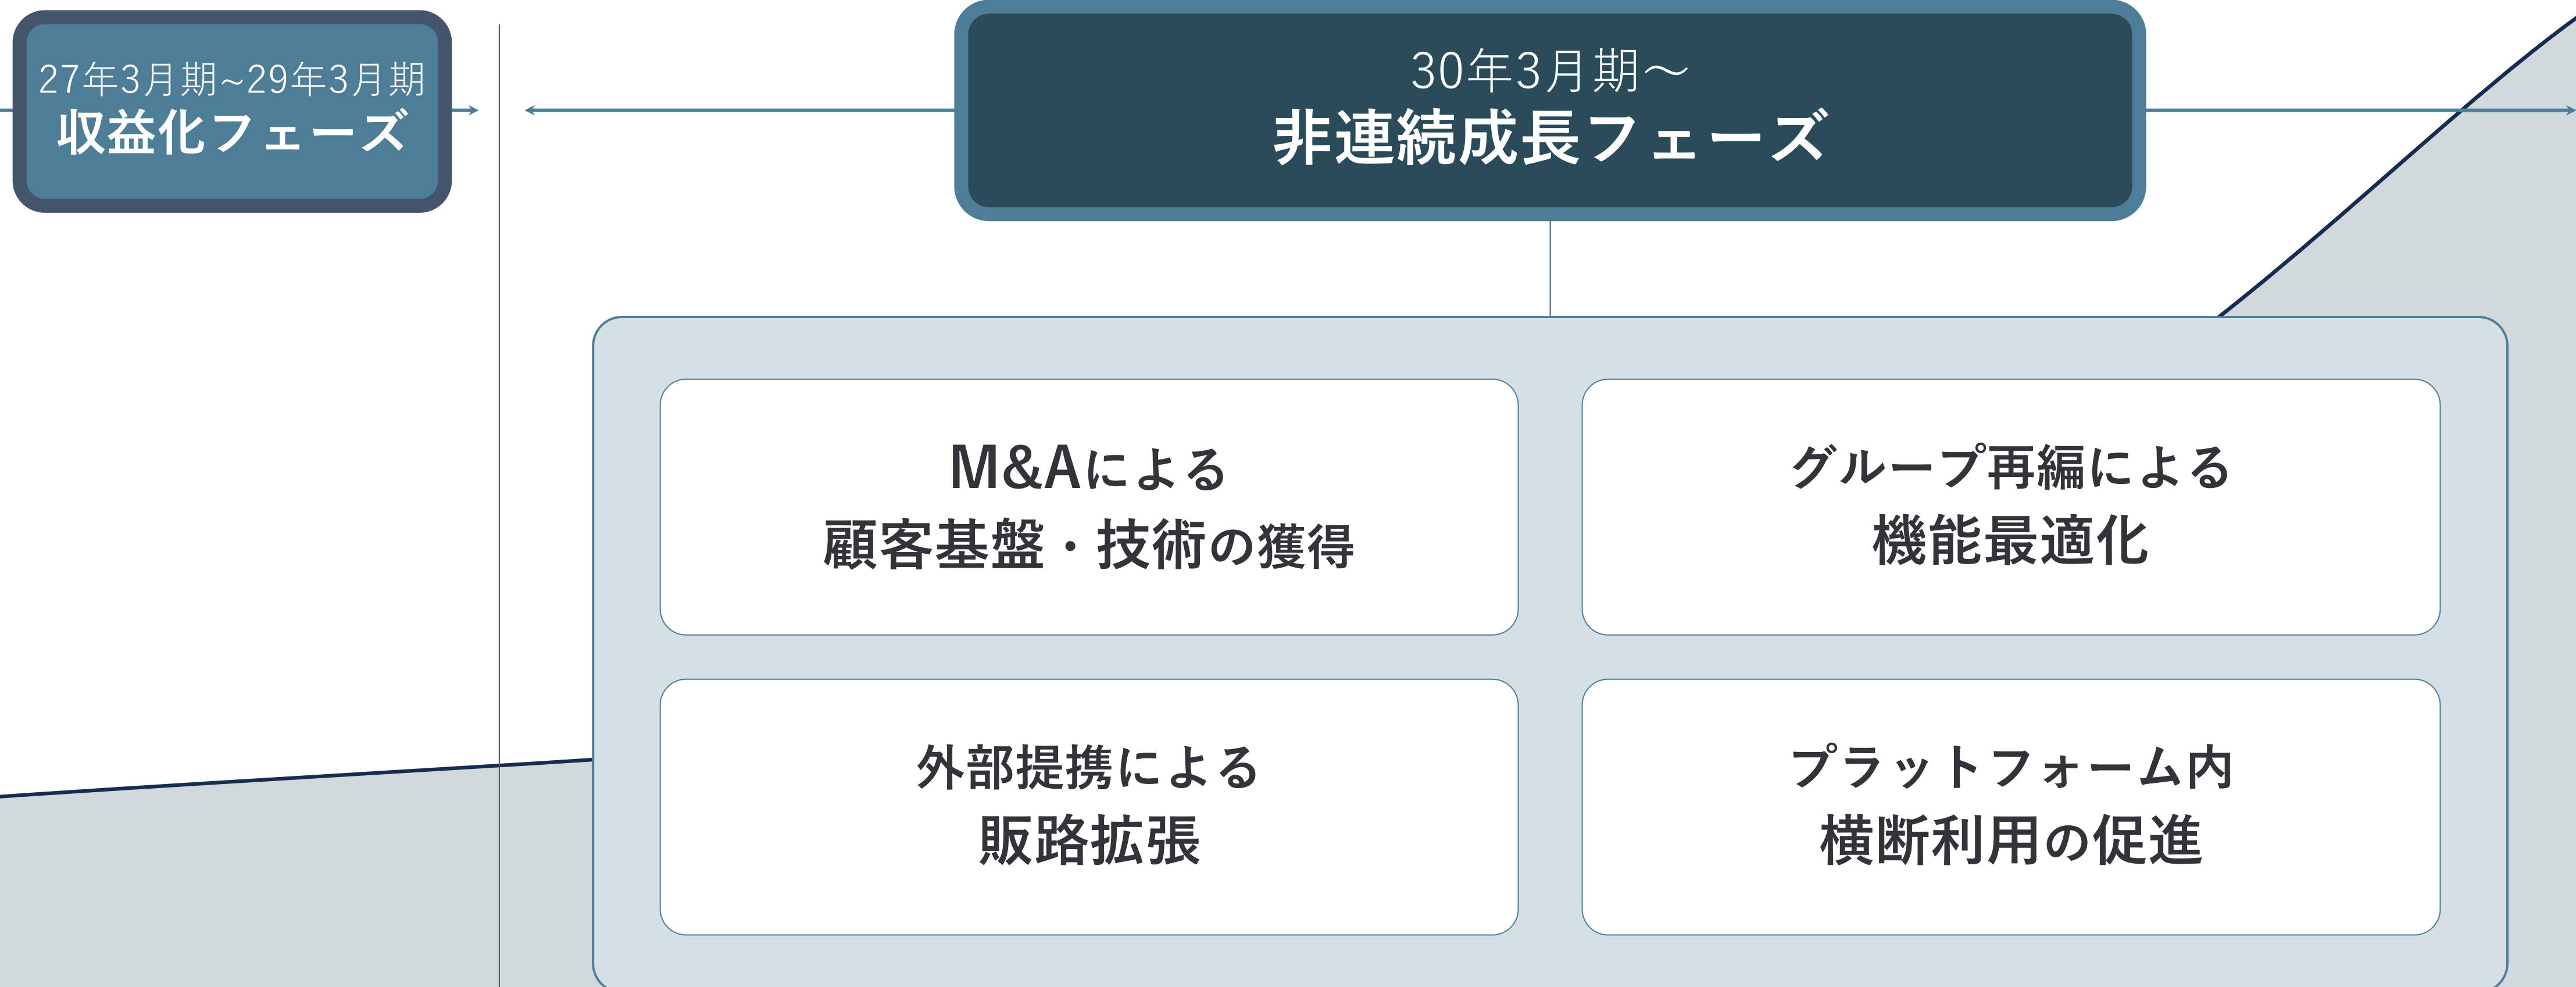 27年3月期~29年3月期
収益化フェーズ
30年3月期～
非連続成長フェーズ
M&Aによる
顧客基盤・技術の獲得
グループ再編による
機能最適化
外部提携による
販路拡張
プラットフォーム内
横断利用の促進